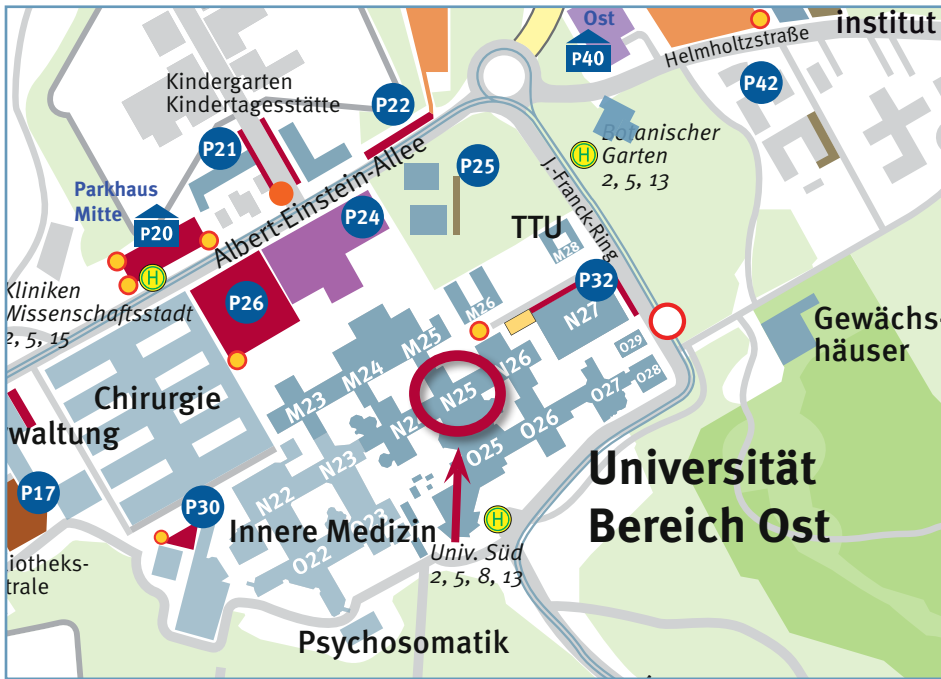 Ost
P40
Helmholtzstraße
institut
P42
Kindergarten
Kindertagesstätte
P22
P21
P25
Botanischer
Garten
2, 5, 13
H
J.-Franck-Ring
Albert-Einstein-Allee
Parkhaus
Mitte
P20
P24
TTU
M28
H
Kliniken
Wissenschaftsstadt
2, 5, 15
P26
P32
M26
N27
M25
M24
M23
N26
N25
O29
O28
O27
O26
O25
N23
N22
O22
Gewächs-
häuser
Chirurgie
waltung
Universität
Bereich Ost
P17
P30
Innere Medizin
H
Univ. Süd
2, 5, 8, 13
iotheks-
trale
Psychosomatik